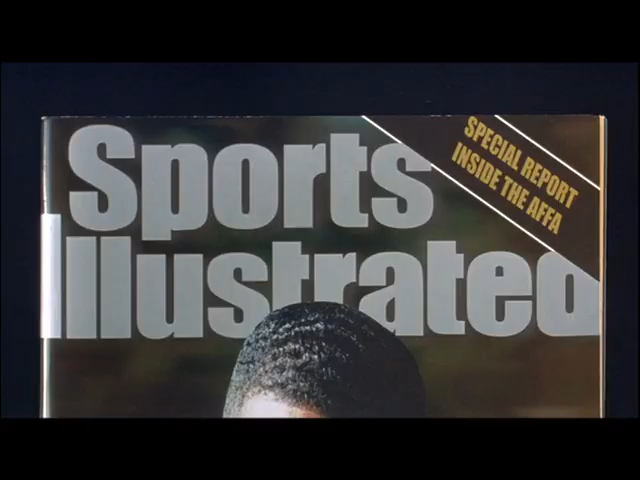 Sports
Illustrated
SPECIAL REPORT
INSIDE THE AFFA